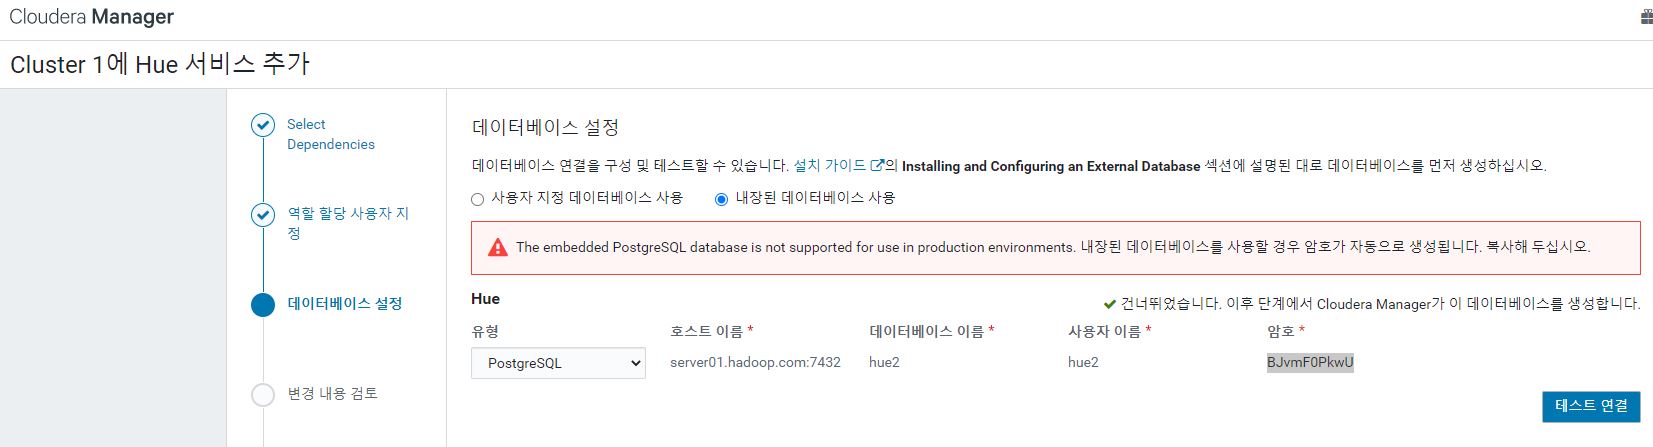 Cloudera Manager
Cluster 1에 Hue 서비스 추가
Select
Dependencies
역할 할당 사용자 지
정
데이터베이스 설정
변경 내용 검토
데이터베이스 설정
데이터베이스 연결을 구성 및 테스트할 수 있습니다. 설치 가이드의 Installing and Configuring an External Database 섹션에 설명된 대로 데이터베이스를 먼저 생성하십시오.
사용자 지정 데이터베이스 사용 내장된 데이터베이스 사용
The embedded PostgreSQL database is not supported for use in production environments. 내장된 데이터베이스를 사용할 경우 암호가 자동으로 생성됩니다. 복사해 두십시오.
Hue
건너뛰었습니다. 이후 단계에서 Cloudera Manager가 이 데이터베이스를 생성합니다.
유형 호스트 이름 * 데이터베이스 이름 * 사용자 이름 * 암호 *
PostgreSQL server01.hadoop.com:7432 hue2 hue2 BJvmF0PkwU
테스트 연결